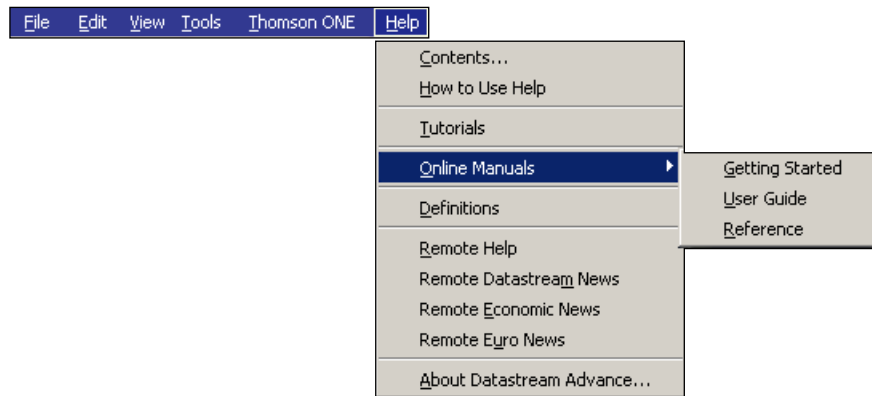 File Edit View Tools Thomson ONE Help
Contents...
How to Use Help
Tutorials
Online Manuals
Getting Started
User Guide
Reference
Definitions
Remote Help
Remote Datastream News
Remote Economic News
Remote Euro News
About Datastream Advance...